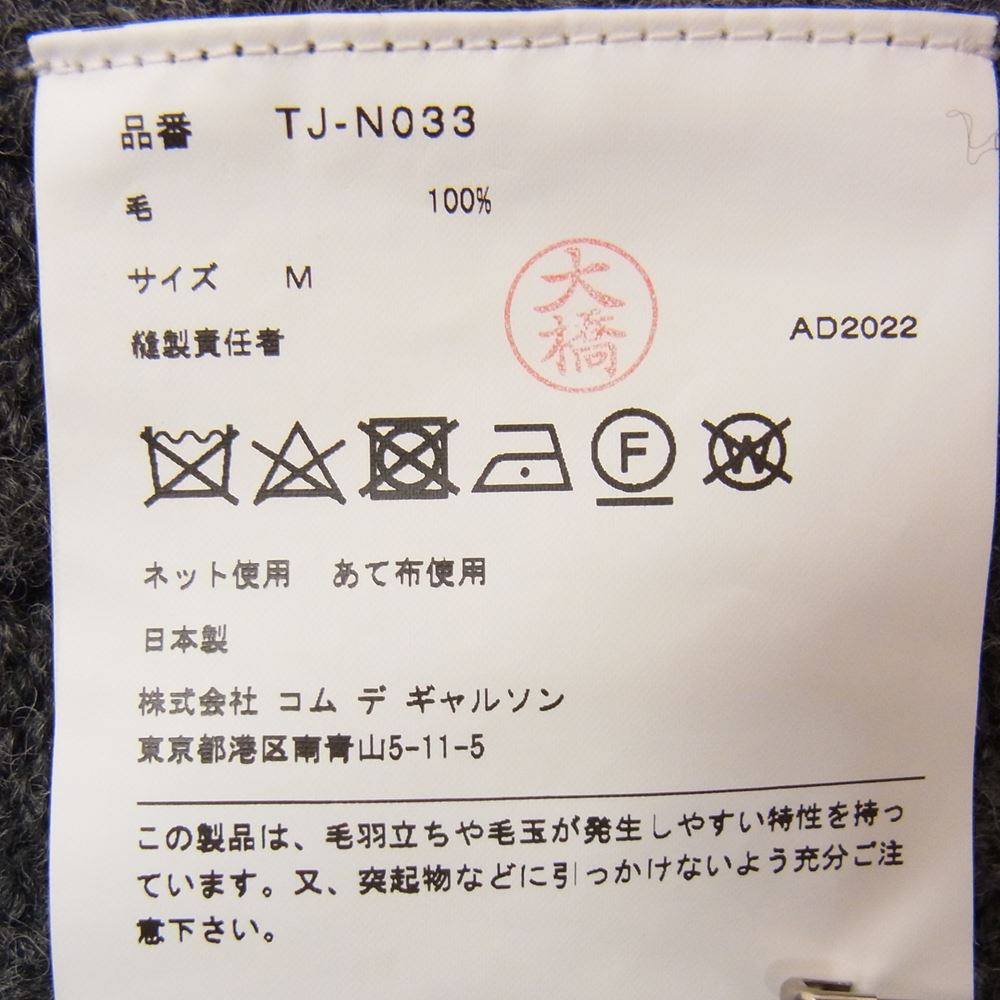 品番 TJ-N033
毛 100%
サイズ M
大橋
縫製責任者
AD2022
F
W
ネット使用 あて布使用
日本製
株式会社 コム デ ギャルソン
東京都港区南青山5-11-5
この製品は、毛羽立ちや毛玉が発生しやすい特性を持っ
ています。又、突起物などに引っかけないよう充分ご注
意下さい。